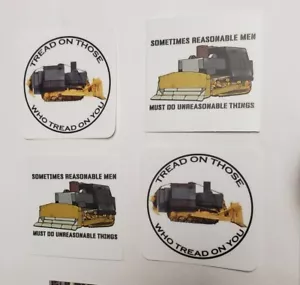 TREAD ON THOSE
WHO TREAD ON YOU
SOMETIMES REASONABLE MEN
MUST DO UNREASONABLE THINGS
SOMETIMES REASONABLE MEN
MUST DO UNREASONABLE THINGS
TREAD ON THOSE
WHO TREAD ON YOU